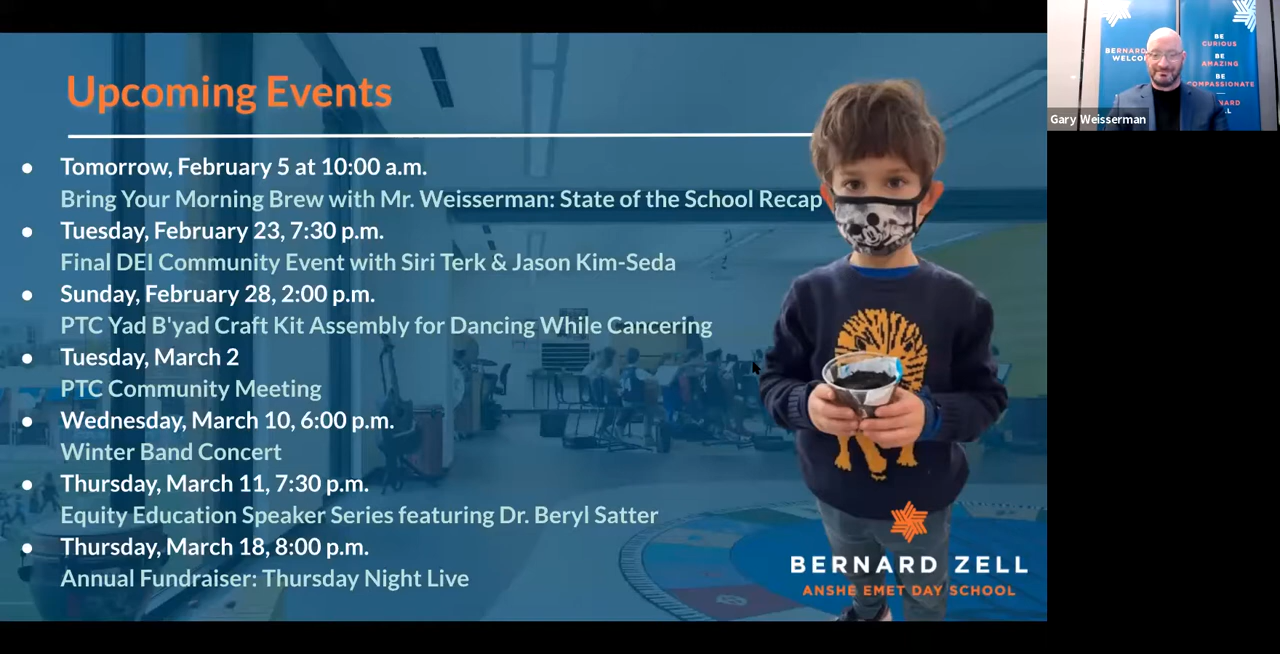 Upcoming Events
● Tomorrow, February 5 at 10:00 a.m.
Bring Your Morning Brew with Mr. Weisserman: State of the School Recap
● Tuesday, February 23, 7:30 p.m.
Final DEI Community Event with Siri Terk & Jason Kim-Seda
● Sunday, February 28, 2:00 p.m.
PTC Yad B'yad Craft Kit Assembly for Dancing While Cancering
● Tuesday, March 2
PTC Community Meeting
● Wednesday, March 10, 6:00 p.m.
Winter Band Concert
● Thursday, March 11, 7:30 p.m.
Equity Education Speaker Series featuring Dr. Beryl Satter
● Thursday, March 18, 8:00 p.m.
Annual Fundraiser: Thursday Night Live
BERNARD ZELL
ANSHE EMET DAY SCHOOL
BERNARD
BE
CURIOUS
BE
AMAZING
BE
COMPASSIONATE
Gary Weisserman